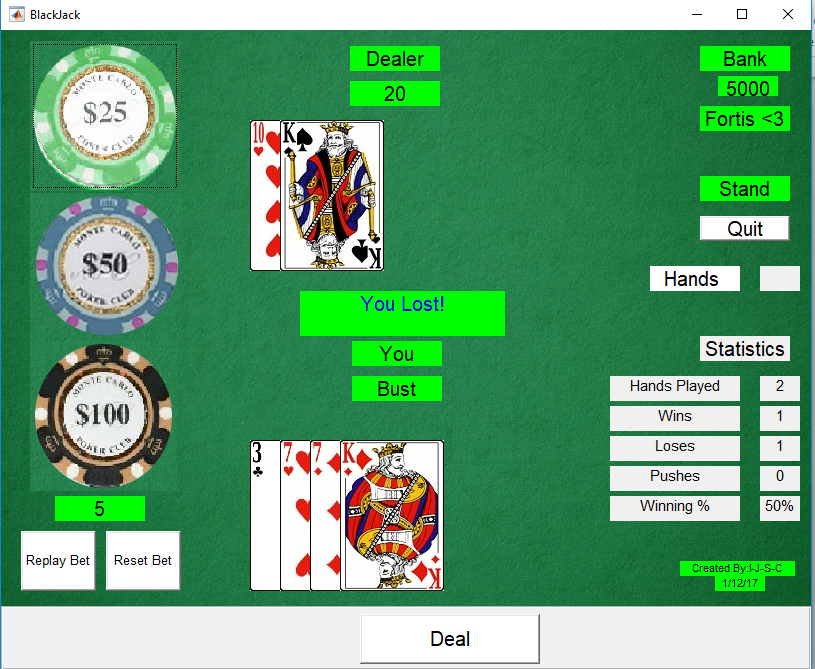 BlackJack
MONTE CARLO
$25
POKER CLUB
MONTE CARLO
$50
POKER CLUB
MONTE CARLO
$100
POKER CLUB
5
Replay Bet
Reset Bet
Dealer
20
10
K
K
You Lost!
You
Bust
3
7
7
K
K
Bank
5000
Fortis <3
Stand
Quit
Hands
Statistics
Hands Played 2
Wins 1
Loses 1
Pushes 0
Winning % 50%
Created By:I-J-S-C
1/12/17
Deal